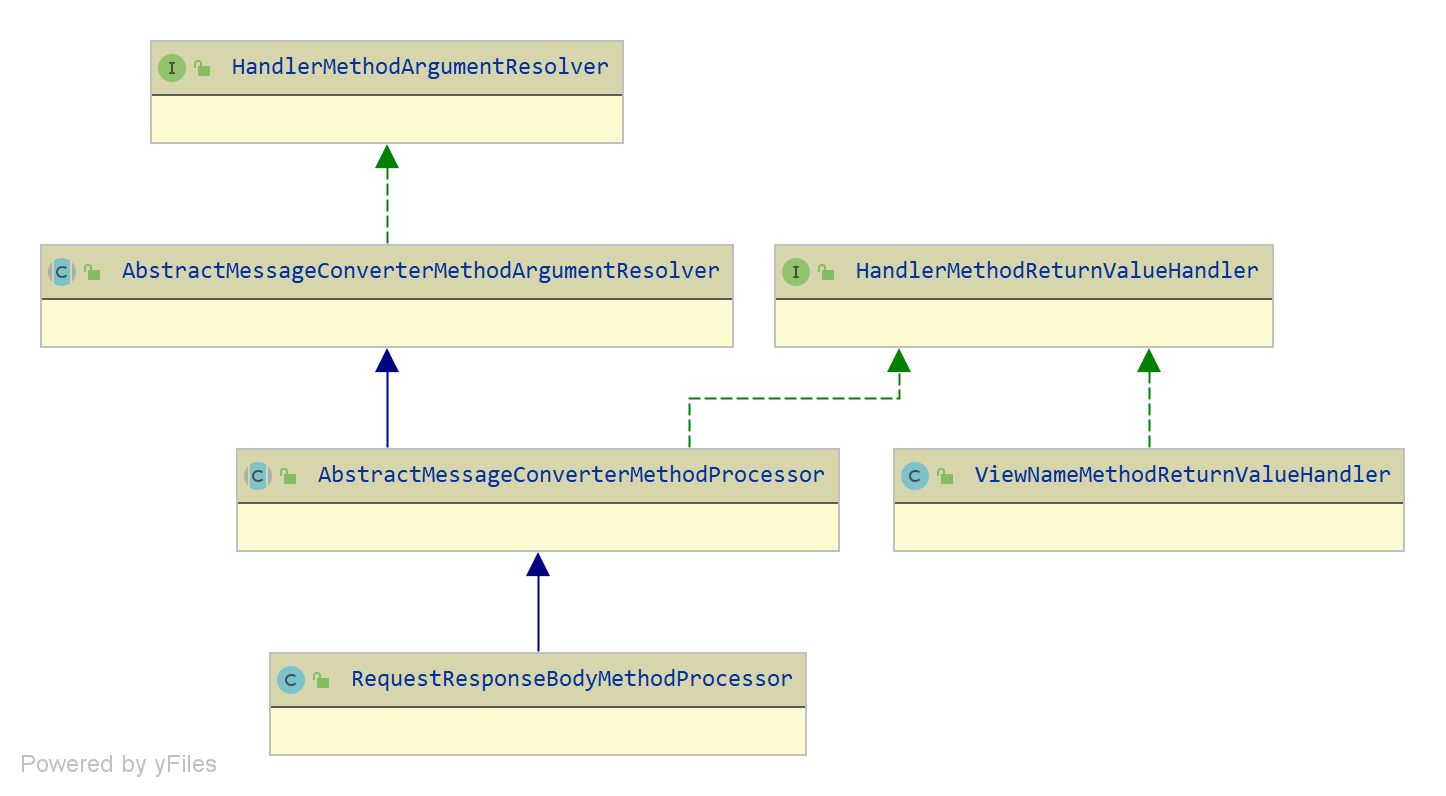 I HandlerMethodArgumentResolver
C AbstractMessageConverterMethodArgumentResolver
I HandlerMethodReturnValueHandler
C AbstractMessageConverterMethodProcessor
C ViewNameMethodReturnValueHandler
C RequestResponseBodyMethodProcessor
Powered by yFiles